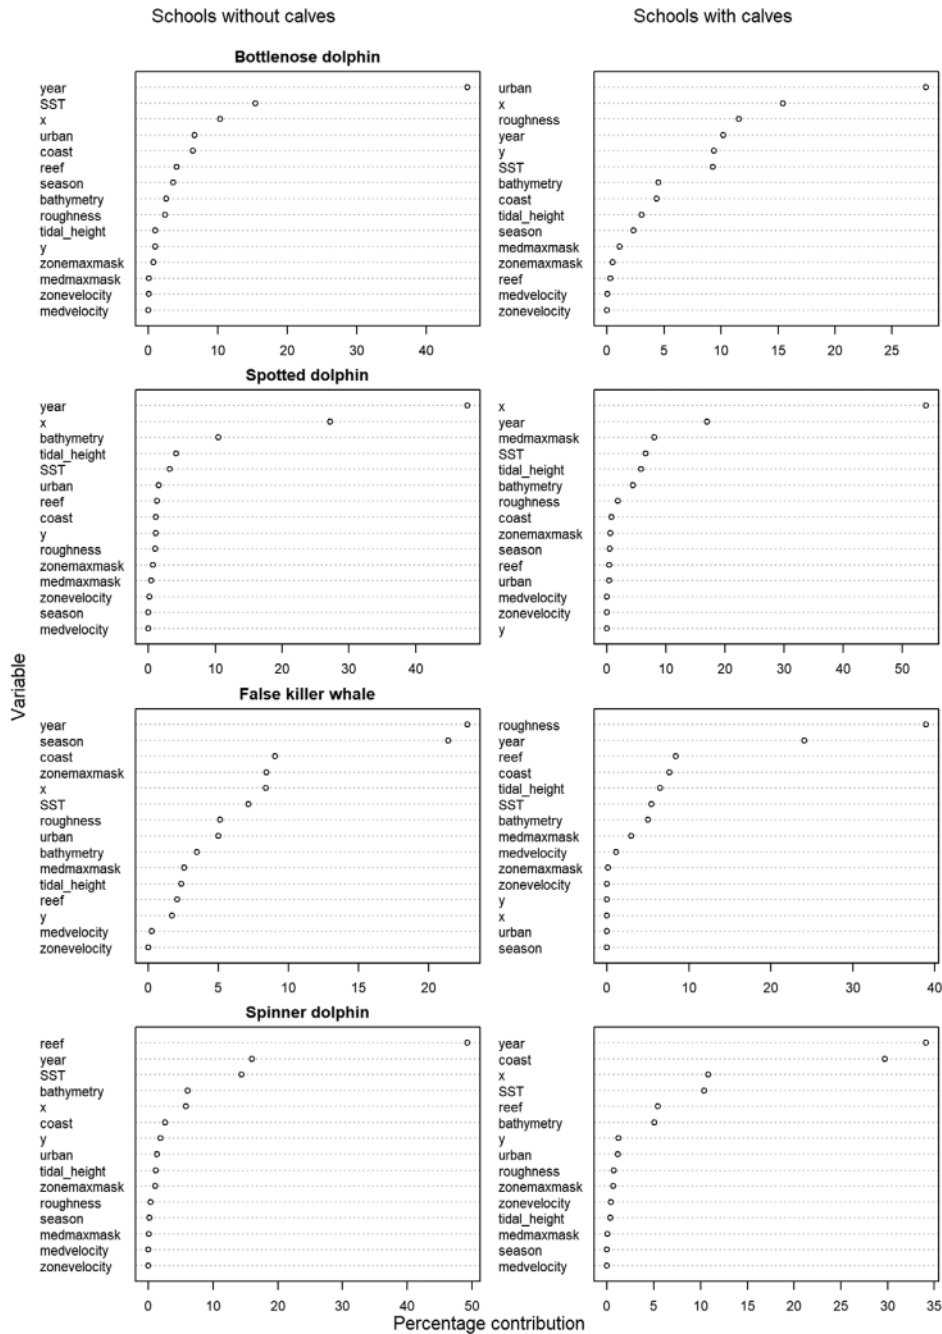 Schools without calves
Schools with calves
Bottlenose dolphin
year
SST
x
urban
coast
reef
season
bathymetry
roughness
tidal_height
y
zonemaxmask
medmaxmask
zonevelocity
medvelocity
0 10 20 30 40
urban
x
roughness
year
y
SST
bathymetry
coast
tidal_height
season
medmaxmask
zonemaxmask
reef
medvelocity
zonevelocity
0 5 10 15 20 25
Spotted dolphin
year
x
bathymetry
tidal_height
SST
urban
reef
coast
y
roughness
zonemaxmask
medmaxmask
zonevelocity
season
medvelocity
0 10 20 30 40
x
year
medmaxmask
SST
tidal_height
bathymetry
roughness
coast
zonemaxmask
season
reef
urban
medvelocity
zonevelocity
y
0 10 20 30 40 50
Variable
False killer whale
year
season
coast
zonemaxmask
x
SST
roughness
urban
bathymetry
medmaxmask
tidal_height
reef
y
medvelocity
zonevelocity
0 5 10 15 20
roughness
year
reef
coast
tidal_height
SST
bathymetry
medmaxmask
medvelocity
zonemaxmask
zonevelocity
y
x
urban
season
0 10 20 30 40
Spinner dolphin
reef
year
SST
bathymetry
x
coast
y
urban
tidal_height
zonemaxmask
roughness
season
medmaxmask
medvelocity
zonevelocity
0 10 20 30 40 50
year
coast
x
SST
reef
bathymetry
y
urban
roughness
zonemaxmask
zonevelocity
tidal_height
medmaxmask
season
medvelocity
0 5 10 15 20 25 30 35
Percentage contribution